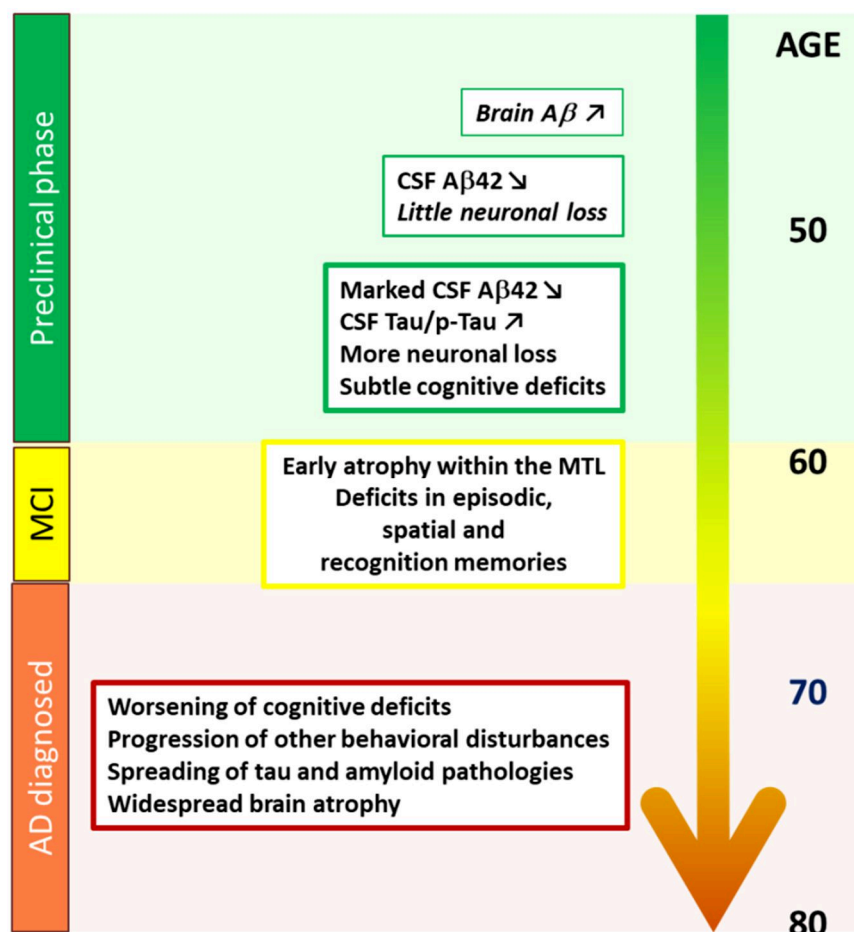 AGE
Preclinical phase
Brain Aβ ↗
CSF Aβ42 ↘
Little neuronal loss
50
Marked CSF Aβ42 ↘
CSF Tau/p-Tau ↗
More neuronal loss
Subtle cognitive deficits
MCI
60
Early atrophy within the MTL
Deficits in episodic,
spatial and
recognition memories
AD diagnosed
70
Worsening of cognitive deficits
Progression of other behavioral disturbances
Spreading of tau and amyloid pathologies
Widespread brain atrophy
80